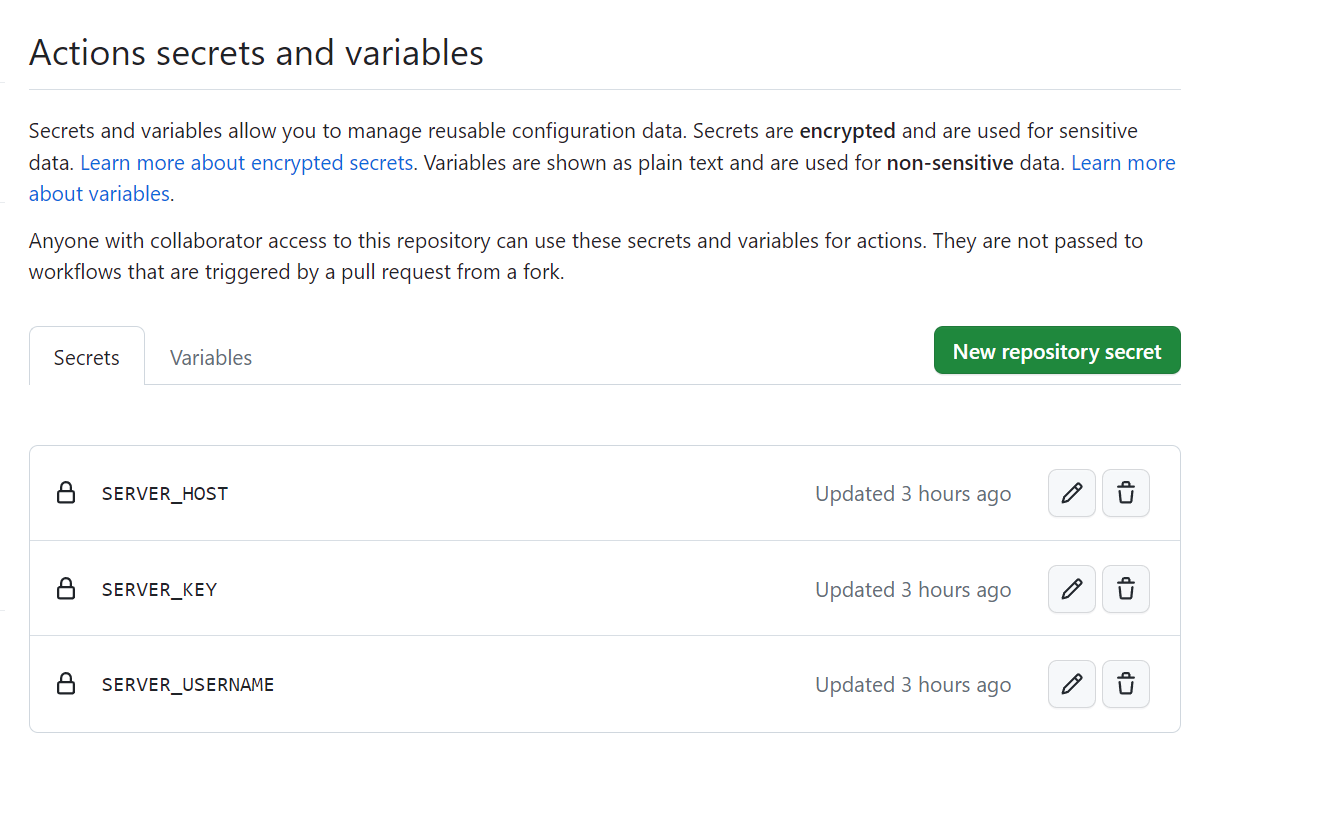 Actions secrets and variables
Secrets and variables allow you to manage reusable configuration data. Secrets are encrypted and are used for sensitive
data. Learn more about encrypted secrets. Variables are shown as plain text and are used for non-sensitive data. Learn more
about variables.
Anyone with collaborator access to this repository can use these secrets and variables for actions. They are not passed to
workflows that are triggered by a pull request from a fork.
Secrets Variables New repository secret
SERVER_HOST Updated 3 hours ago
SERVER_KEY Updated 3 hours ago
SERVER_USERNAME Updated 3 hours ago